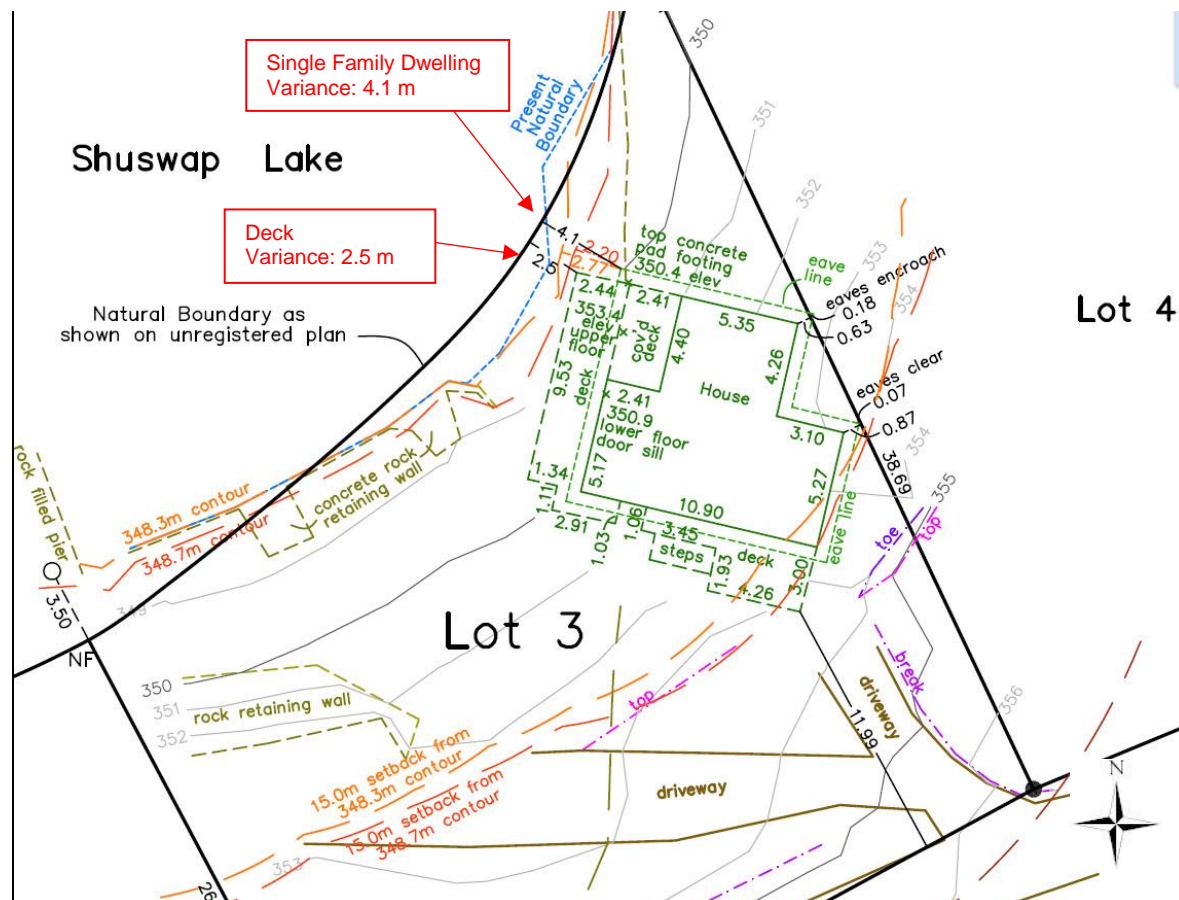 Single Family Dwelling
Variance: 4.1 m
Deck
Variance: 2.5 m
Shuswap Lake
Present
Natural
Boundary
350
351
352
353
354
Natural Boundary as
shown on unregistered plan
4.1
2.5
2.20
2.77
top concrete
pad footing
350.4 elev
eave
line
eaves encroach
0.18
0.63
Lot 4
2.44
2.41
5.35
353.4
elev
upper
floor
cov'd
deck
4.40
4.26
9.53
deck
House
eaves clear
0.07
0.87
2.41
350.9
lower floor
door sill
3.10
354
38.69
355
5.17
5.27
10.90
eave line
1.34
1.11
2.91
1.03
1.06
3.45
steps
deck
1.93
4.26
3.00
toe
top
rock filled pier
concrete rock
retaining wall
348.3m contour
348.7m contour
349
3.50
NF
Lot 3
350
351
352
rock retaining wall
top
break
driveway
11.99
356
15.0m setback from
348.3m contour
15.0m setback from
348.7m contour
driveway
353
N
26